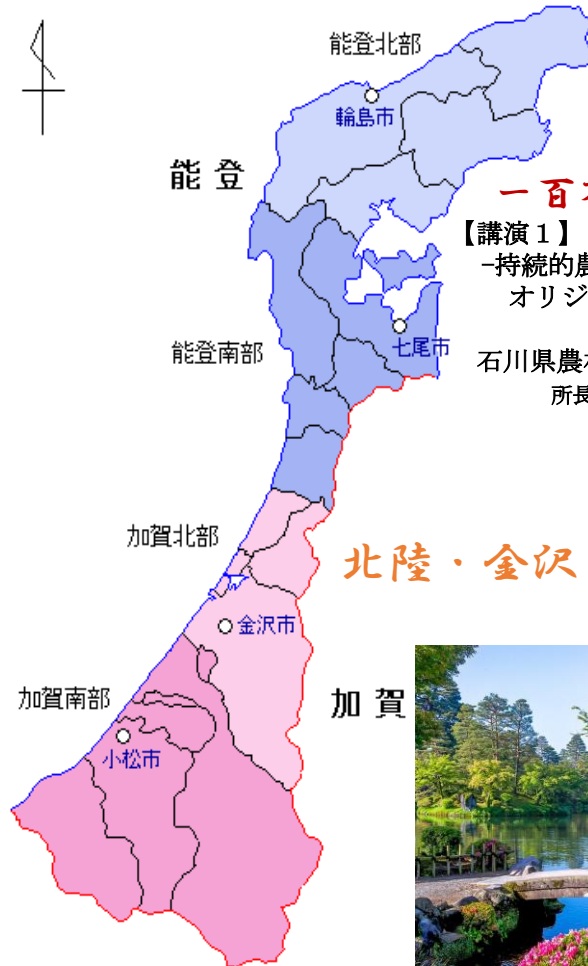 能登北部
輪島市
能登
一百
【講演１】
-持続的農
オリジ
七尾市
能登南部
石川県農
所長
加賀北部
北陸・金沢
金沢市
加賀南部
加賀
小松市